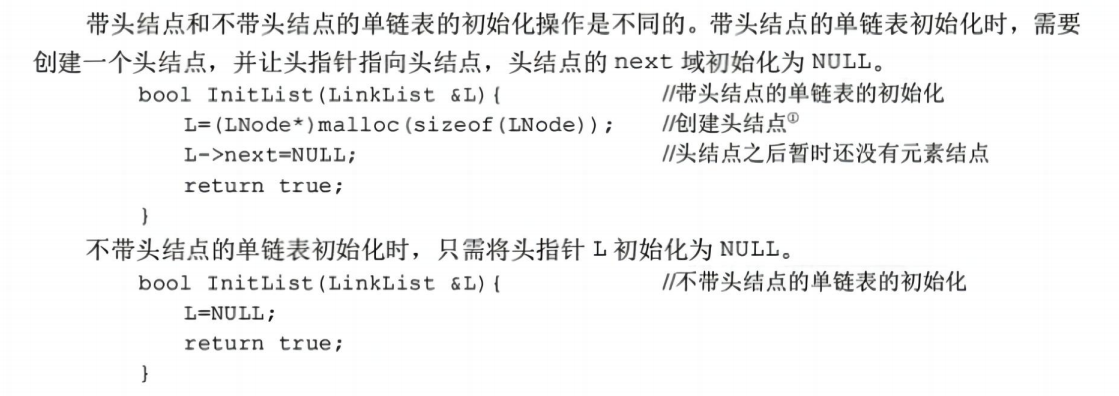 带头结点和不带头结点的单链表的初始化操作是不同的。带头结点的单链表初始化时，需要
创建一个头结点，并让头指针指向头结点，头结点的 next 域初始化为 NULL。
bool InitList(LinkList &L){ //带头结点的单链表的初始化
L=(LNode*)malloc(sizeof(LNode)); //创建头结点①
L->next=NULL; //头结点之后暂时还没有元素结点
return true;
}
不带头结点的单链表初始化时，只需将头指针 L 初始化为 NULL。
bool InitList(LinkList &L){ //不带头结点的单链表的初始化
L=NULL;
return true;
}